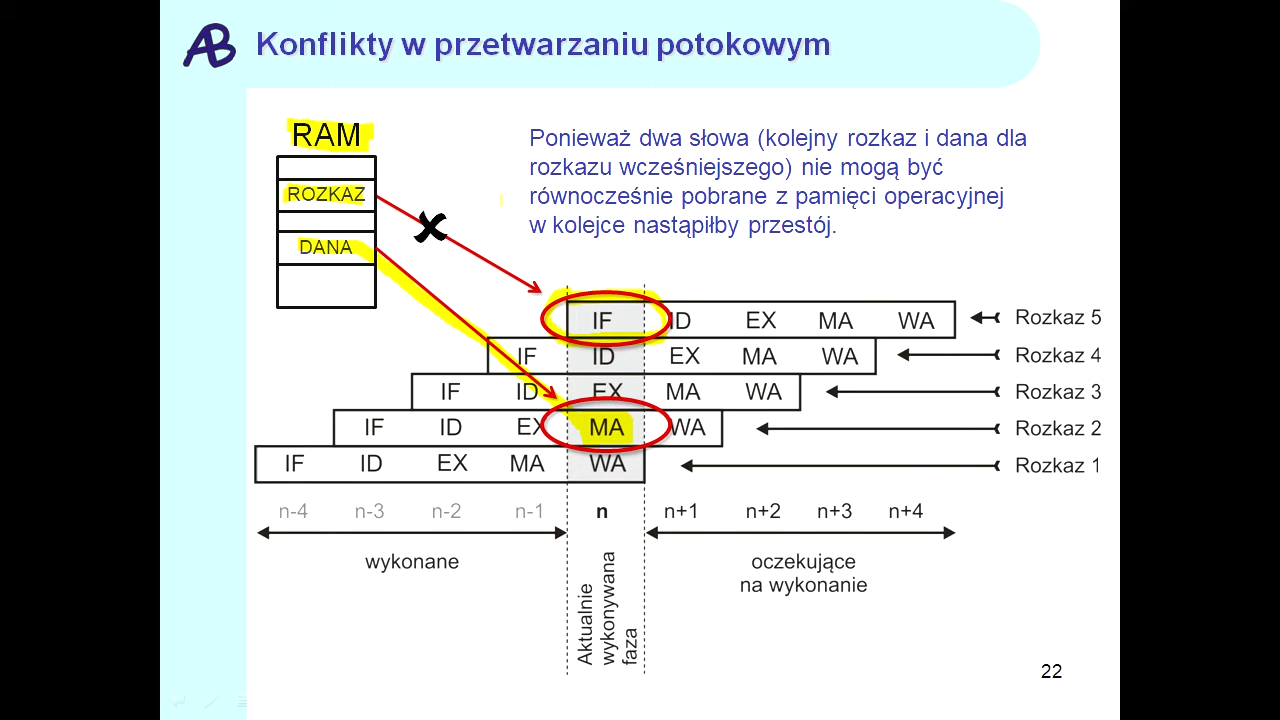 AB
Konflikty w przetwarzaniu potokowym
RAM
ROZKAZ
DANA
Ponieważ dwa słowa (kolejny rozkaz i dana dla
rozkazu wcześniejszego) nie mogą być
równocześnie pobrane z pamięci operacyjnej
w kolejce nastąpiłby przestój.
IF ID EX MA WA Rozkaz 5
IF ID EX MA WA Rozkaz 4
IF ID EX MA WA Rozkaz 3
IF ID EX MA WA Rozkaz 2
IF ID EX MA WA Rozkaz 1
n-4 n-3 n-2 n-1 n n+1 n+2 n+3 n+4
wykonane
oczekujące
na wykonanie
Aktualnie
wykonywana
faza
22